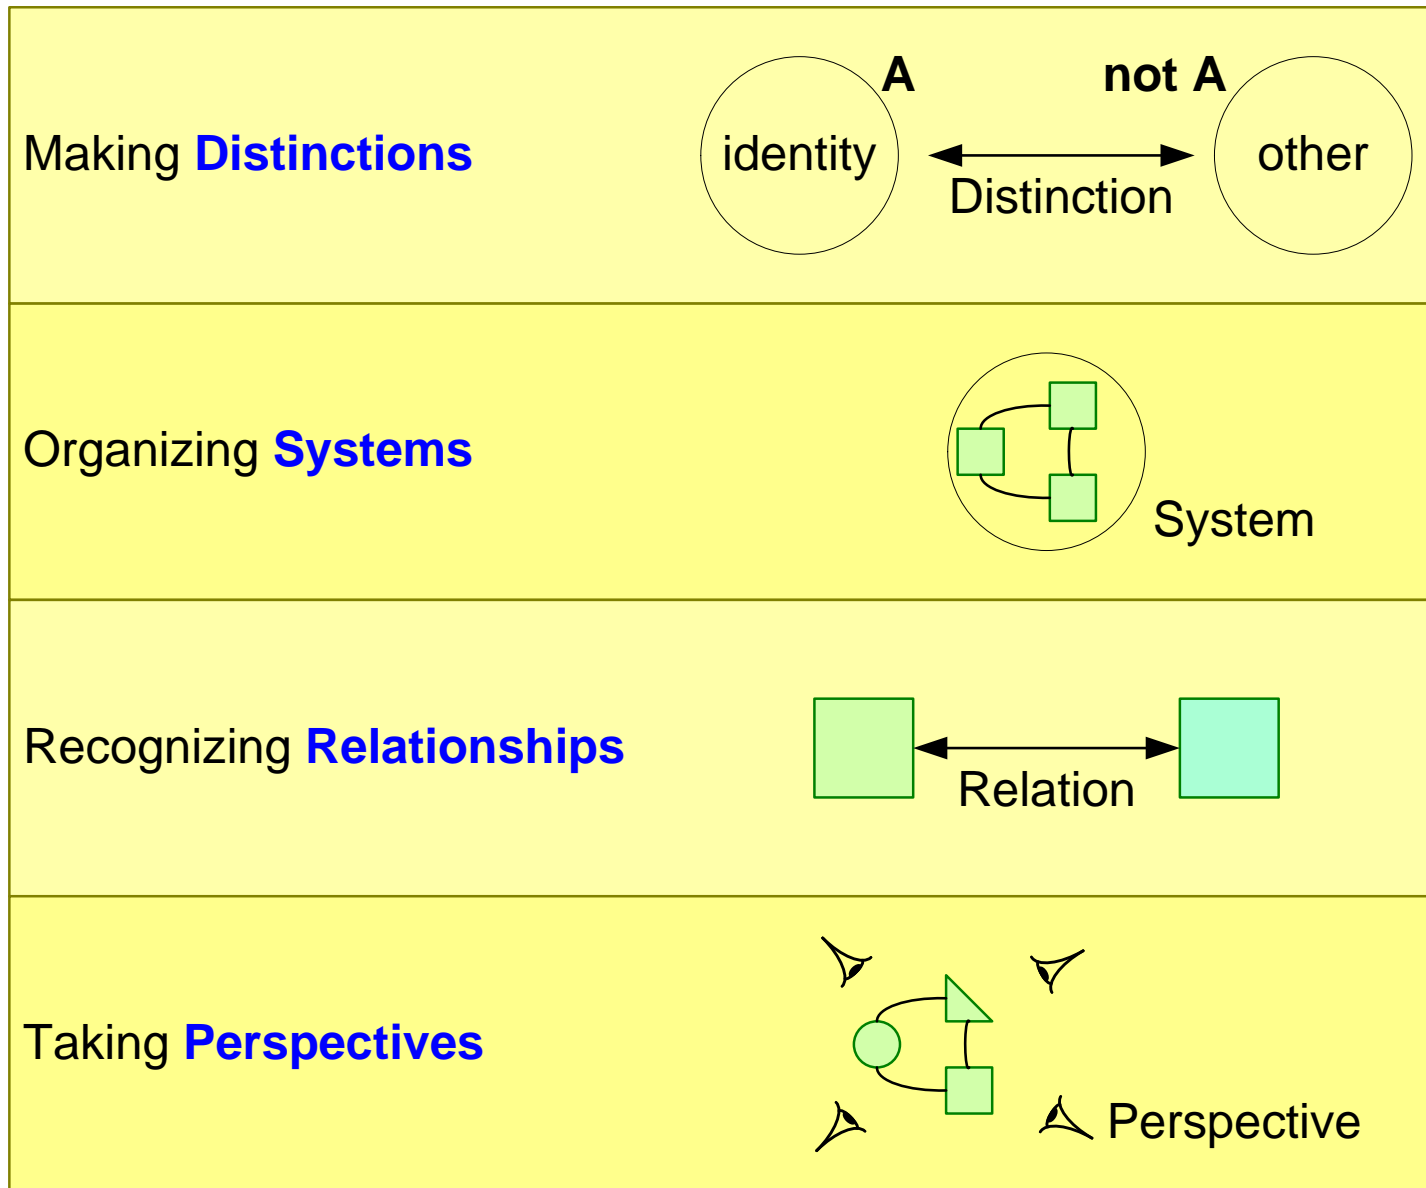 Making Distinctions
A
not A
identity
other
Distinction
Organizing Systems
System
Recognizing Relationships
Relation
Taking Perspectives
Perspective